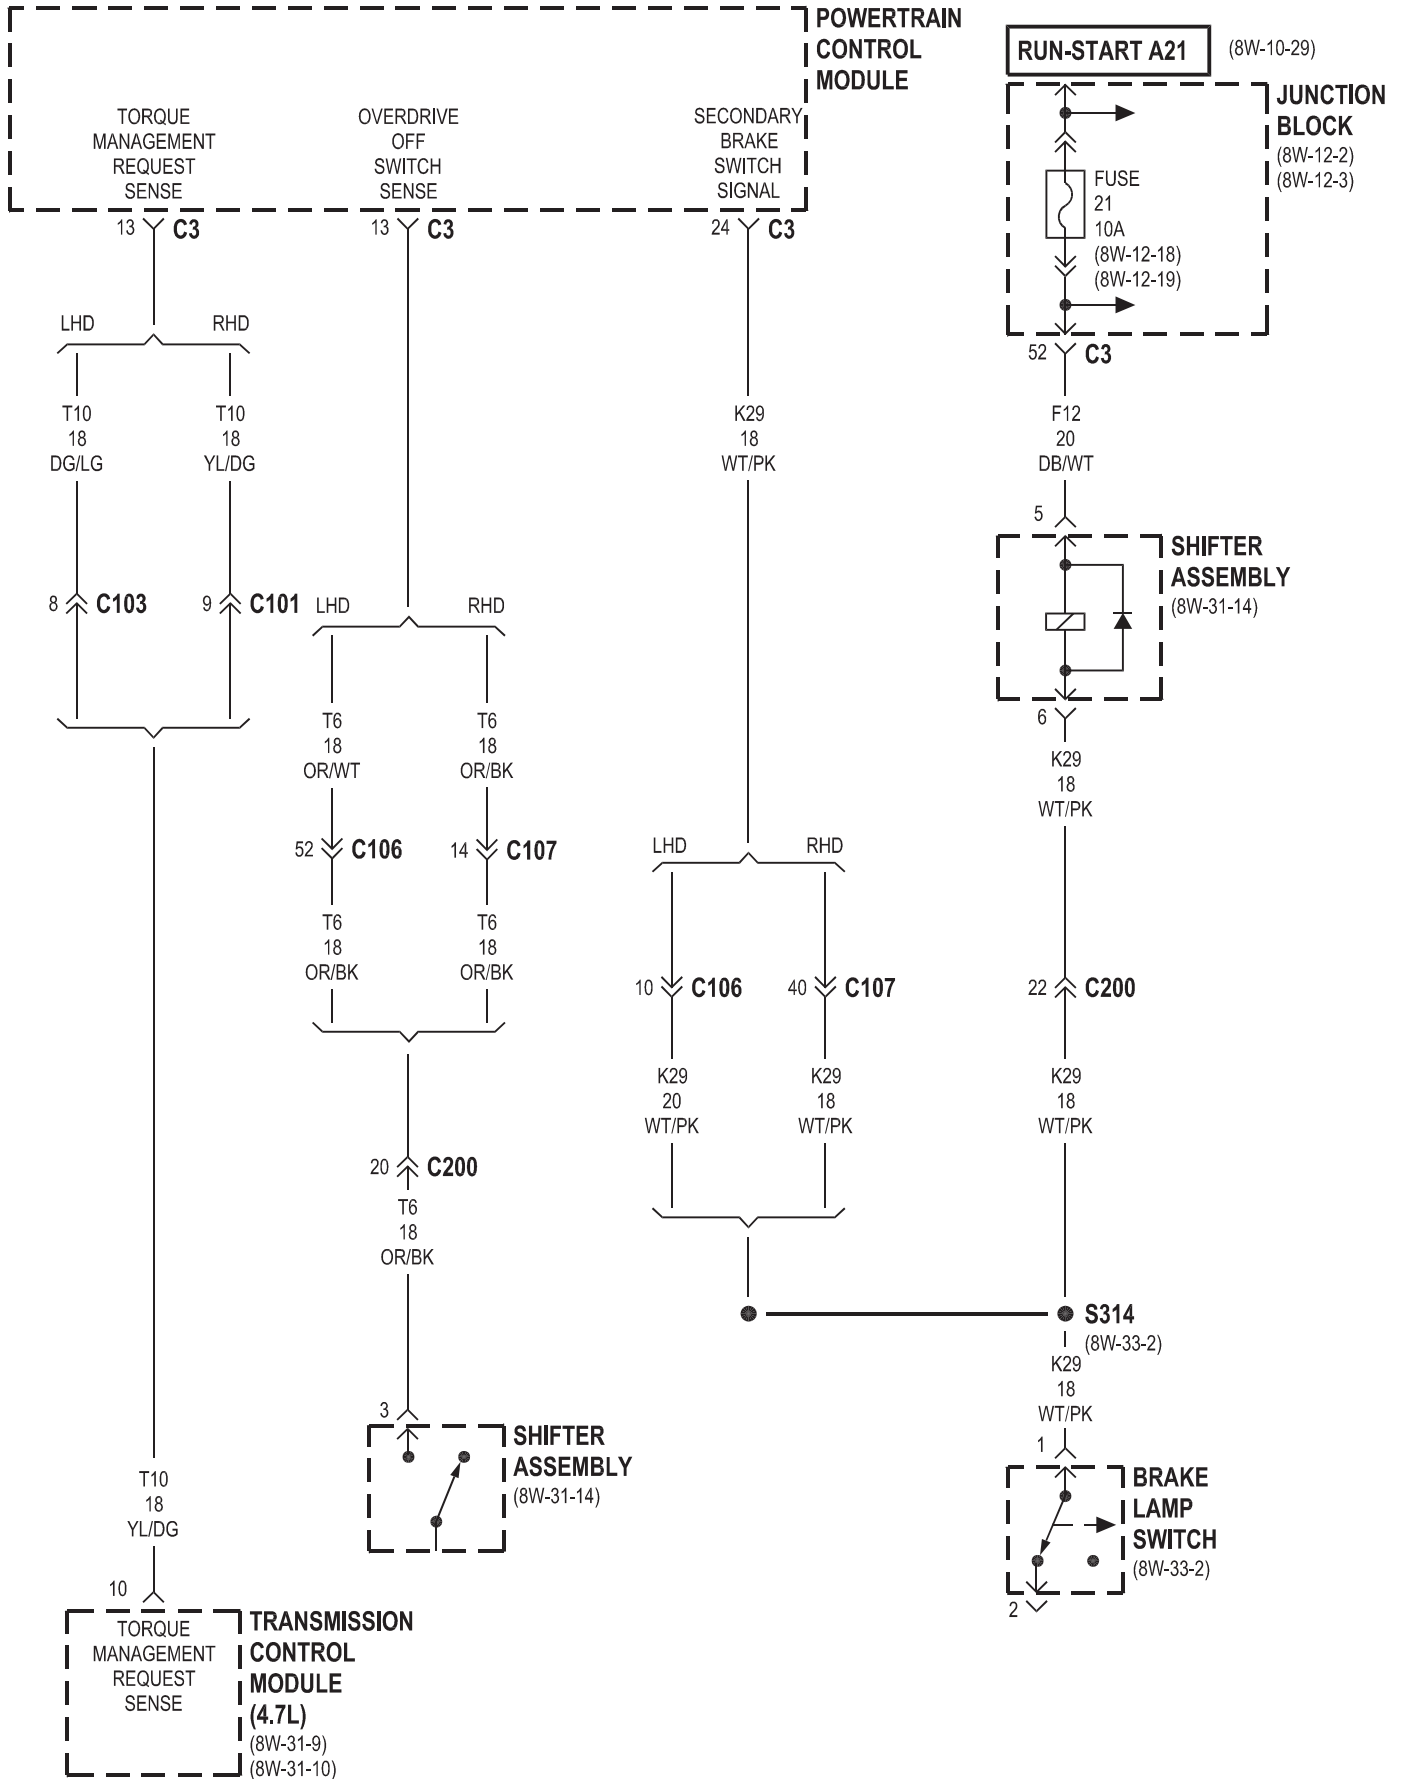 POWERTRAIN
CONTROL
MODULE
TORQUE
MANAGEMENT
REQUEST
SENSE
OVERDRIVE
OFF
SWITCH
SENSE
SECONDARY
BRAKE
SWITCH
SIGNAL
13 C3
13 C3
24 C3
RUN-START A21 (8W-10-29)
JUNCTION
BLOCK
(8W-12-2)
(8W-12-3)
FUSE
21
10A
(8W-12-18)
(8W-12-19)
52 C3
LHD
RHD
T10
18
DG/LG
T10
18
YL/DG
8 C103
9 C101
LHD
RHD
T6
18
OR/WT
T6
18
OR/BK
52 C106
14 C107
T6
18
OR/BK
T6
18
OR/BK
20 C200
T6
18
OR/BK
3
SHIFTER
ASSEMBLY
(8W-31-14)
K29
18
WT/PK
LHD
RHD
10 C106
40 C107
K29
20
WT/PK
K29
18
WT/PK
F12
20
DB/WT
5
SHIFTER
ASSEMBLY
(8W-31-14)
6
K29
18
WT/PK
22 C200
K29
18
WT/PK
S314
(8W-33-2)
K29
18
WT/PK
1
BRAKE
LAMP
SWITCH
(8W-33-2)
2
T10
18
YL/DG
10
TORQUE
MANAGEMENT
REQUEST
SENSE
TRANSMISSION
CONTROL
MODULE
(4.7L)
(8W-31-9)
(8W-31-10)